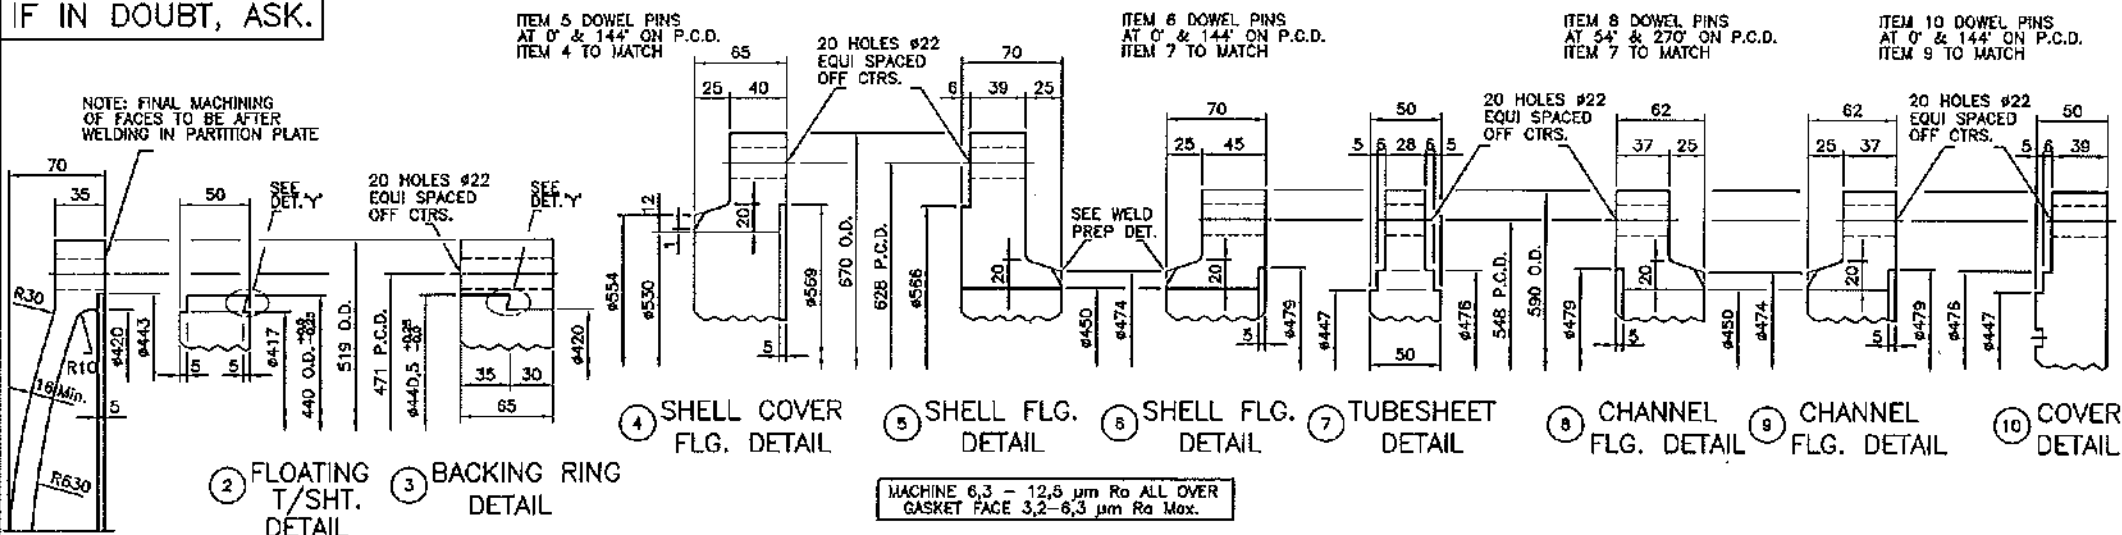 IF IN DOUBT, ASK.
ITEM 5 DOWEL PINS
AT 0° & 144° ON P.C.D.
ITEM 4 TO MATCH
ITEM 6 DOWEL PINS
AT 0° & 144° ON P.C.D.
ITEM 7 TO MATCH
ITEM 8 DOWEL PINS
AT 54° & 270° ON P.C.D.
ITEM 7 TO MATCH
ITEM 10 DOWEL PINS
AT 0° & 144° ON P.C.D.
ITEM 9 TO MATCH
NOTE: FINAL MACHINING
OF FACES TO BE AFTER
WELDING IN PARTITION PLATE
70
35
R30
R10
16 Min.
5
R630
ø420
ø443
50
SEE
DET.'Y'
5
5
ø417
440 O.D.
519 O.D.
20 HOLES ø22
EQUI SPACED
OFF CTRS.
SEE
DET.'Y'
471 P.C.D.
ø440,5 +0.25 -0.0
ø420
35
30
65
65
25
40
20 HOLES ø22
EQUI SPACED
OFF CTRS.
12
1
20
ø554
ø530
ø569
5
670 O.D.
628 P.C.D.
70
6
39
25
ø566
20
SEE WELD
PREP DET.
ø450
ø474
70
25
45
20
ø479
5
50
5
6
28
6
5
ø447
ø476
50
548 P.C.D.
590 O.D.
20 HOLES ø22
EQUI SPACED
OFF CTRS.
62
37
25
20
ø479
5
ø450
ø474
62
25
37
20
5
ø479
20 HOLES ø22
EQUI SPACED
OFF CTRS.
50
5
6
39
ø476
ø447
2 FLOATING
T/SHT.
DETAIL
3 BACKING RING
DETAIL
4 SHELL COVER
FLG. DETAIL
5 SHELL FLG.
DETAIL
6 SHELL FLG.
DETAIL
7 TUBESHEET
DETAIL
8 CHANNEL
FLG. DETAIL
9 CHANNEL
FLG. DETAIL
10 COVER
DETAIL
MACHINE 6,3 - 12,5 µm Ra ALL OVER
GASKET FACE 3,2-6,3 µm Ra Max.